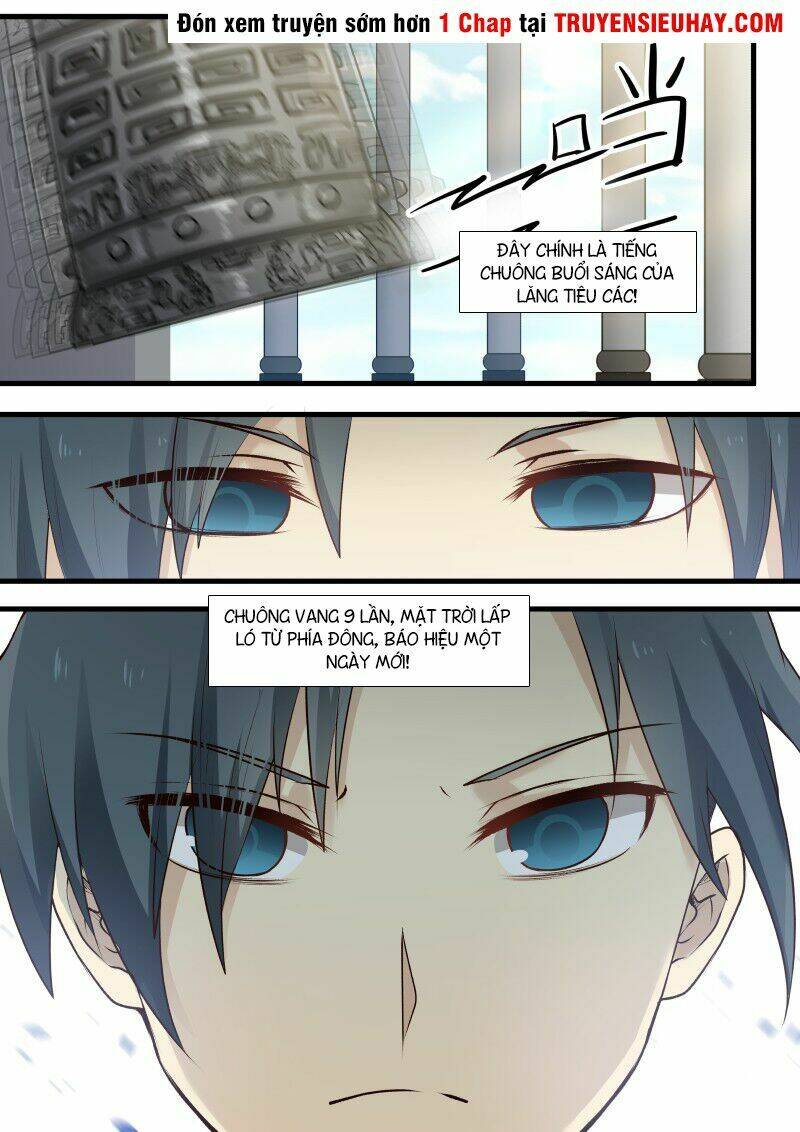 Đón xem truyện sớm hơn 1 Chap tại TRUYENSIEUHAY.COM
当
ĐÂY CHÍNH LÀ TIẾNG
CHUÔNG BUỔI SÁNG CỦA
LĂNG TIÊU CÁC!
CHUÔNG VANG 9 LẦN, MẶT TRỜI LẤP
LÓ TỪ PHÍA ĐÔNG, BÁO HIỆU MỘT
NGÀY MỚI!